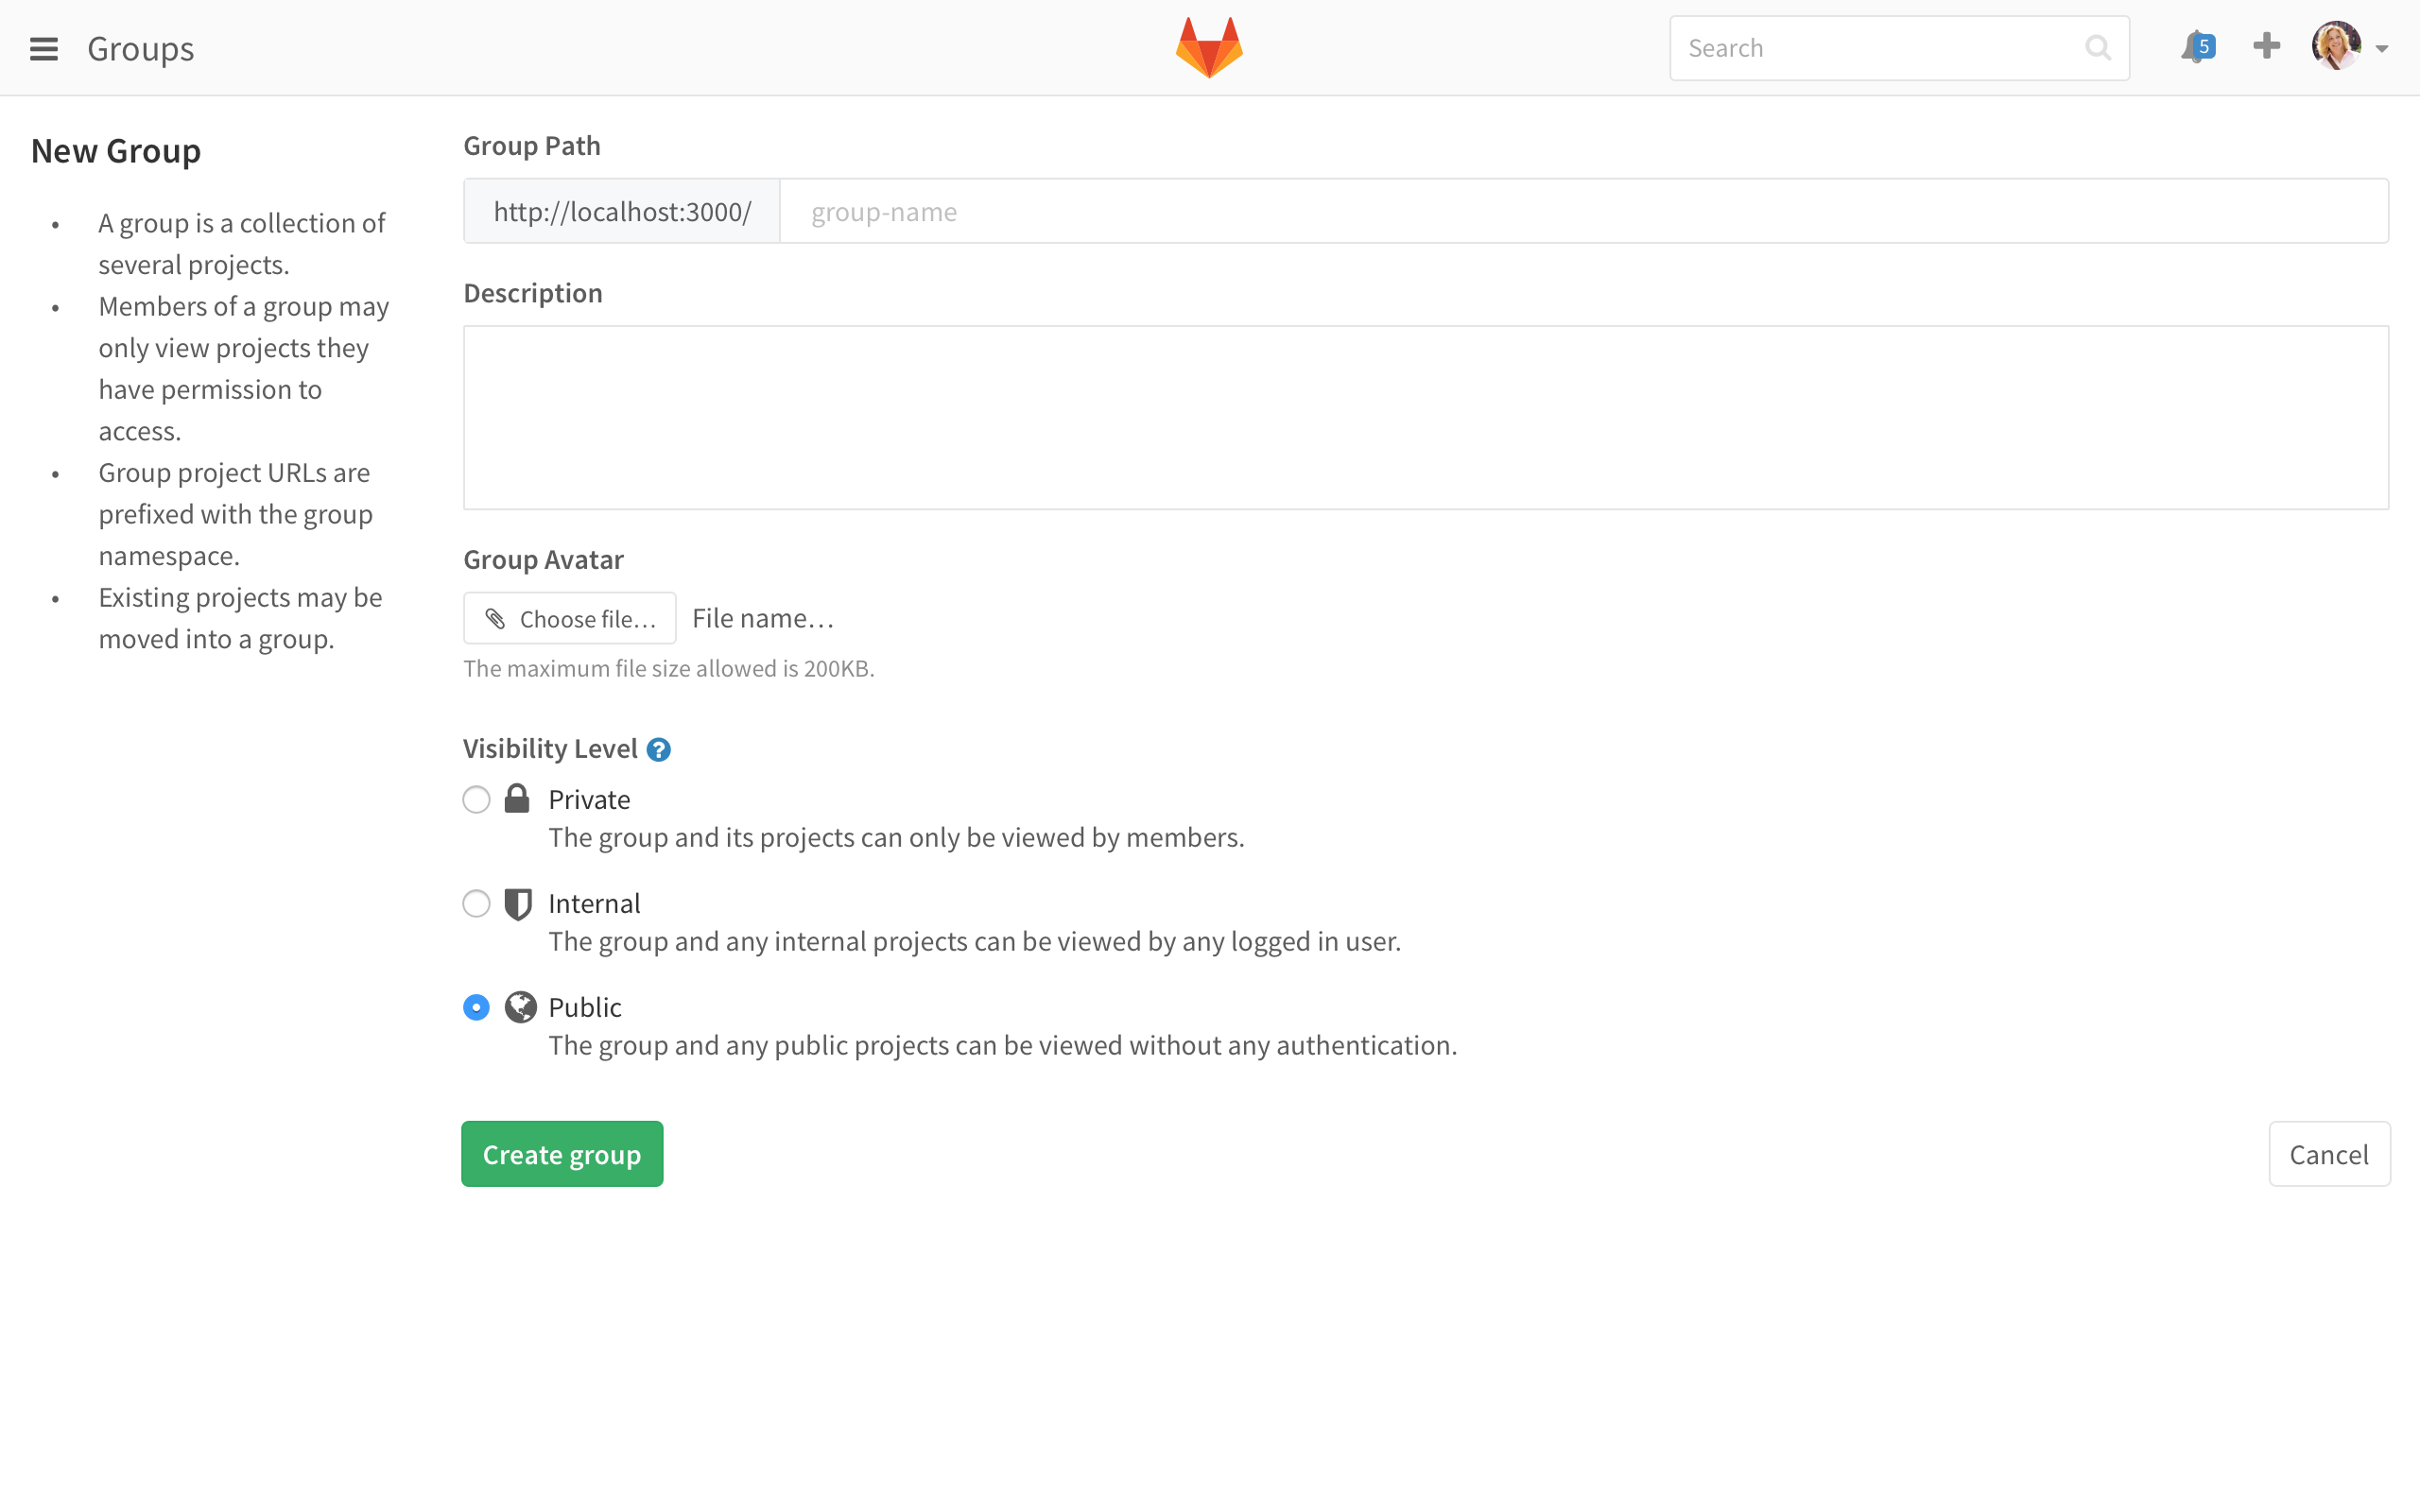 Groups
Search
5
New Group
• A group is a collection of
several projects.
• Members of a group may
only view projects they
have permission to
access.
• Group project URLs are
prefixed with the group
namespace.
• Existing projects may be
moved into a group.
Group Path
http://localhost:3000/ group-name
Description
Group Avatar
Choose file… File name…
The maximum file size allowed is 200KB.
Visibility Level ?
Private
The group and its projects can only be viewed by members.
Internal
The group and any internal projects can be viewed by any logged in user.
Public
The group and any public projects can be viewed without any authentication.
Create group
Cancel